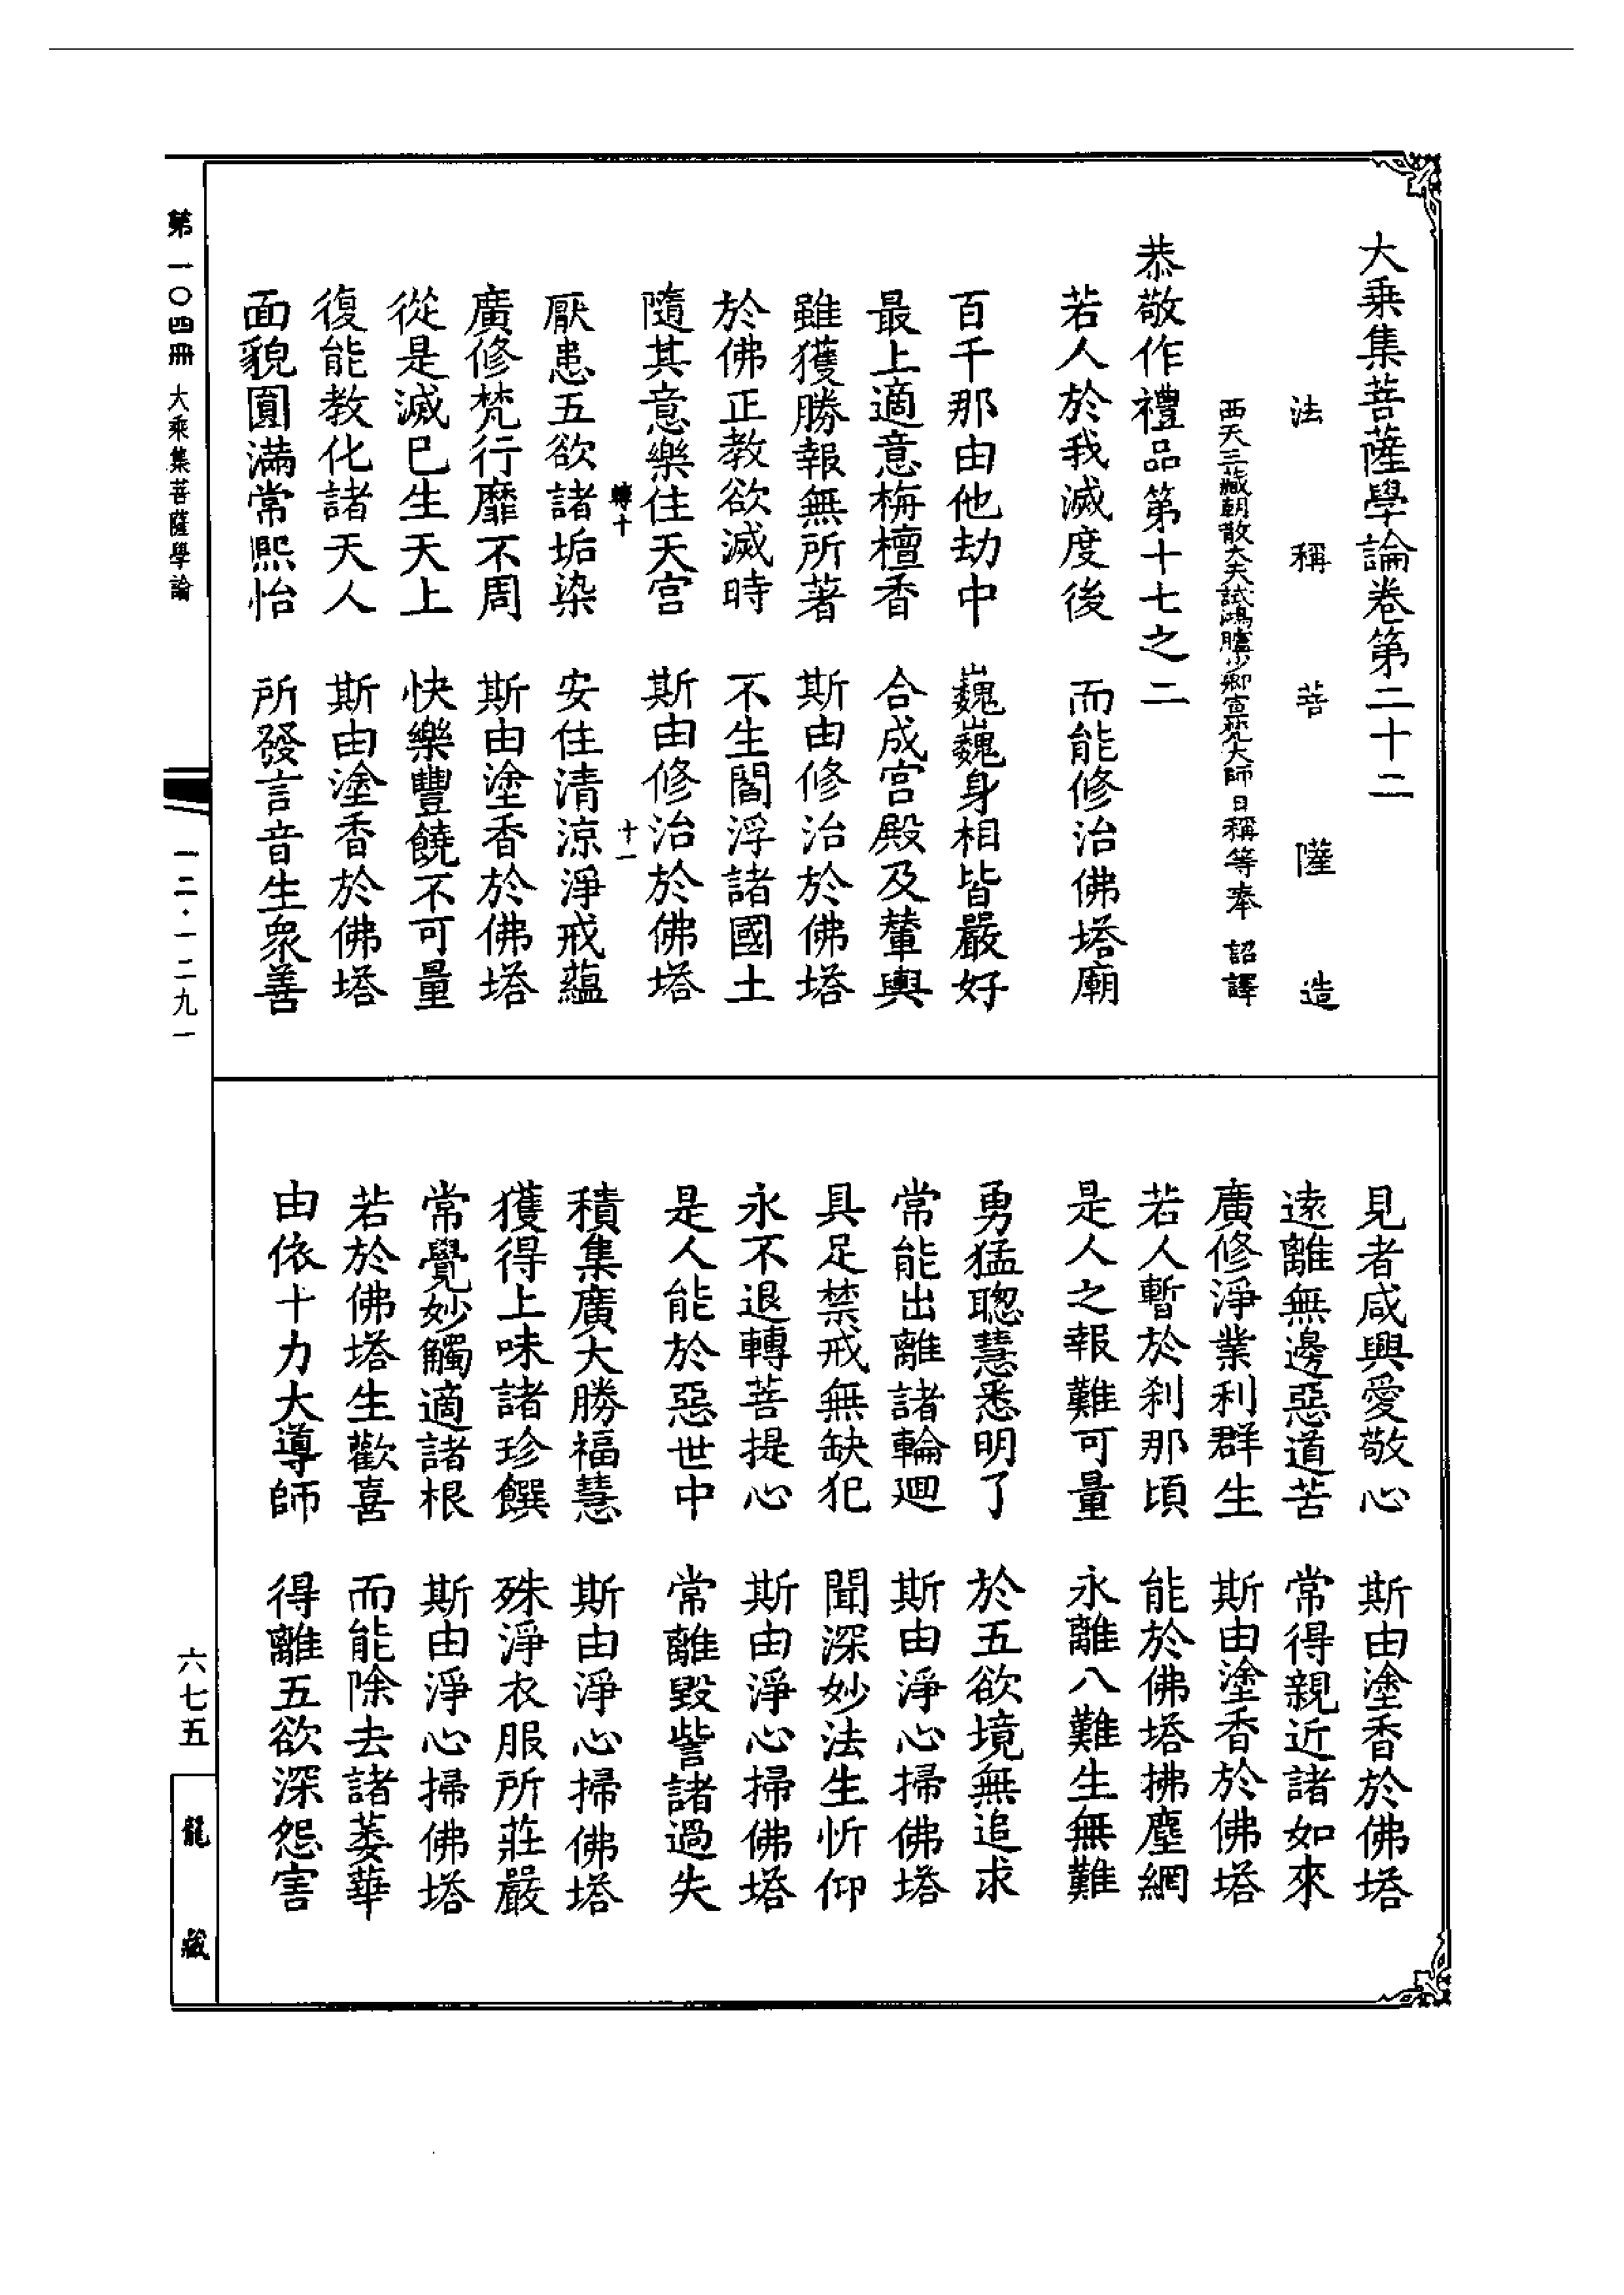 大乘集菩薩學論卷第二十二
法稱菩薩造
西天三藏朝散大夫試鴻臚少卿宣梵大師日稱等奉　詔譯
恭敬作禮品第十七之二
若人於我滅度後　而能修治佛塔廟
百千那由他劫中　巍巍身相皆嚴好
最上適意栴檀香　合成宮殿及輦輿
雖獲勝報無所著　斯由修治於佛塔
於佛正教欲滅時　不生閻浮諸國土
隨其意樂住天宮　斯由修治於佛塔
轉十　十一
厭患五欲諸垢染　安住清涼淨戒蘊
廣修梵行靡不周　斯由塗香於佛塔
從是滅已生天上　快樂豐饒不可量
復能教化諸天人　斯由塗香於佛塔
面貌圓滿常熙怡　所發言音生衆善
見者咸興愛敬心　斯由塗香於佛塔
遠離無邊惡道苦　常得親近諸如來
廣修淨業利群生　斯由塗香於佛塔
若人暫於刹那頃　能於佛塔拂塵網
是人之報難可量　永離八難生無難
勇猛聰慧悉明了　於五欲境無追求
常能出離諸輪迴　斯由淨心掃佛塔
具足禁戒無缺犯　聞深妙法生忻仰
永不退轉菩提心　斯由淨心掃佛塔
是人能於惡世中　常離毀訾諸過失
積集廣大勝福慧　斯由淨心掃佛塔
獲得上味諸珍饌　殊淨衣服所莊嚴
常覺妙觸適諸根　斯由淨心掃佛塔
若於佛塔生歡喜　而能除去諸萎華
由依十力大導師　得離五欲深怨害
第一〇四冊　大乘集菩薩學論
一二・一二九一
六七五
龍藏